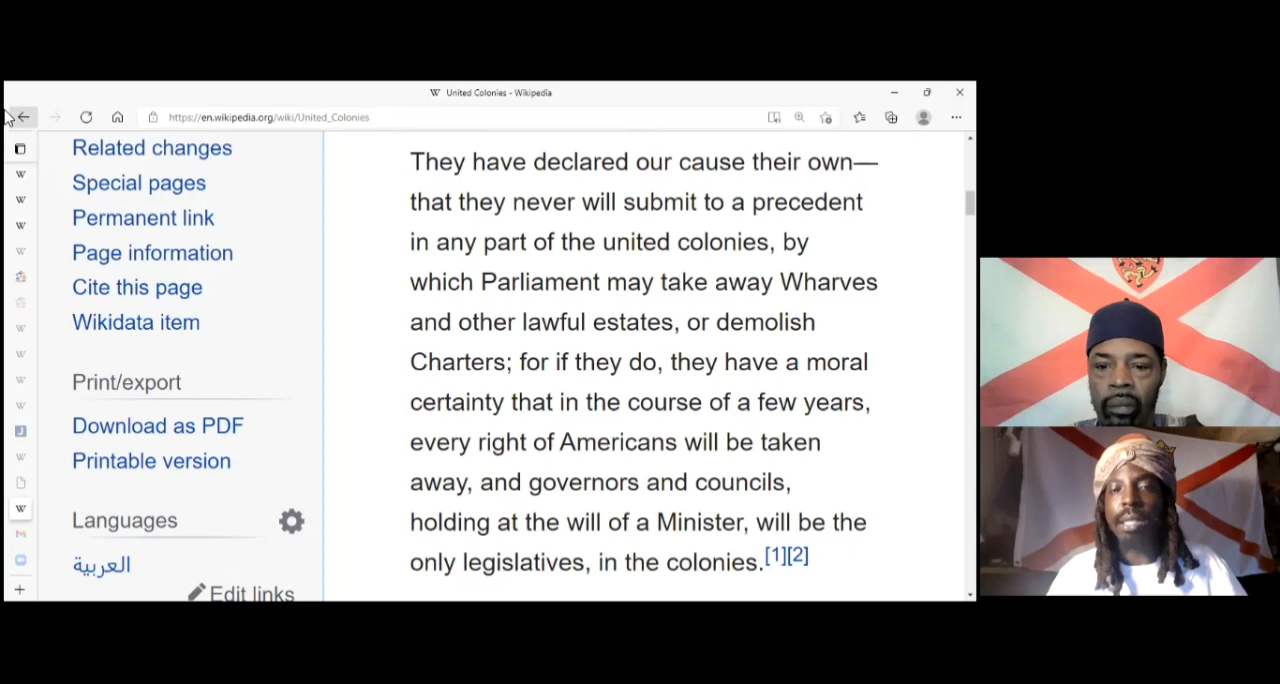 United Colonies - Wikipedia
https://en.wikipedia.org/wiki/United_Colonies
Related changes
Special pages
Permanent link
Page information
Cite this page
Wikidata item
Print/export
Download as PDF
Printable version
Languages
العربية
Edit links
They have declared our cause their own—
that they never will submit to a precedent
in any part of the united colonies, by
which Parliament may take away Wharves
and other lawful estates, or demolish
Charters; for if they do, they have a moral
certainty that in the course of a few years,
every right of Americans will be taken
away, and governors and councils,
holding at the will of a Minister, will be the
only legislatives, in the colonies.[1][2]